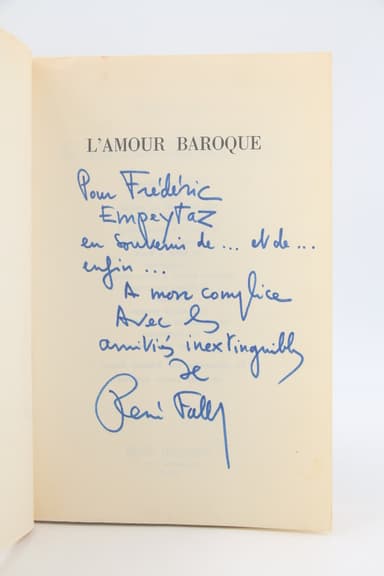 L'AMOUR BAROQUE
Pour Frédéric
Empeytaz
en souvenir de ... et de ...
enfin ...
A mon complice
Avec les
amitiés inextinguibles
de
René Fallet